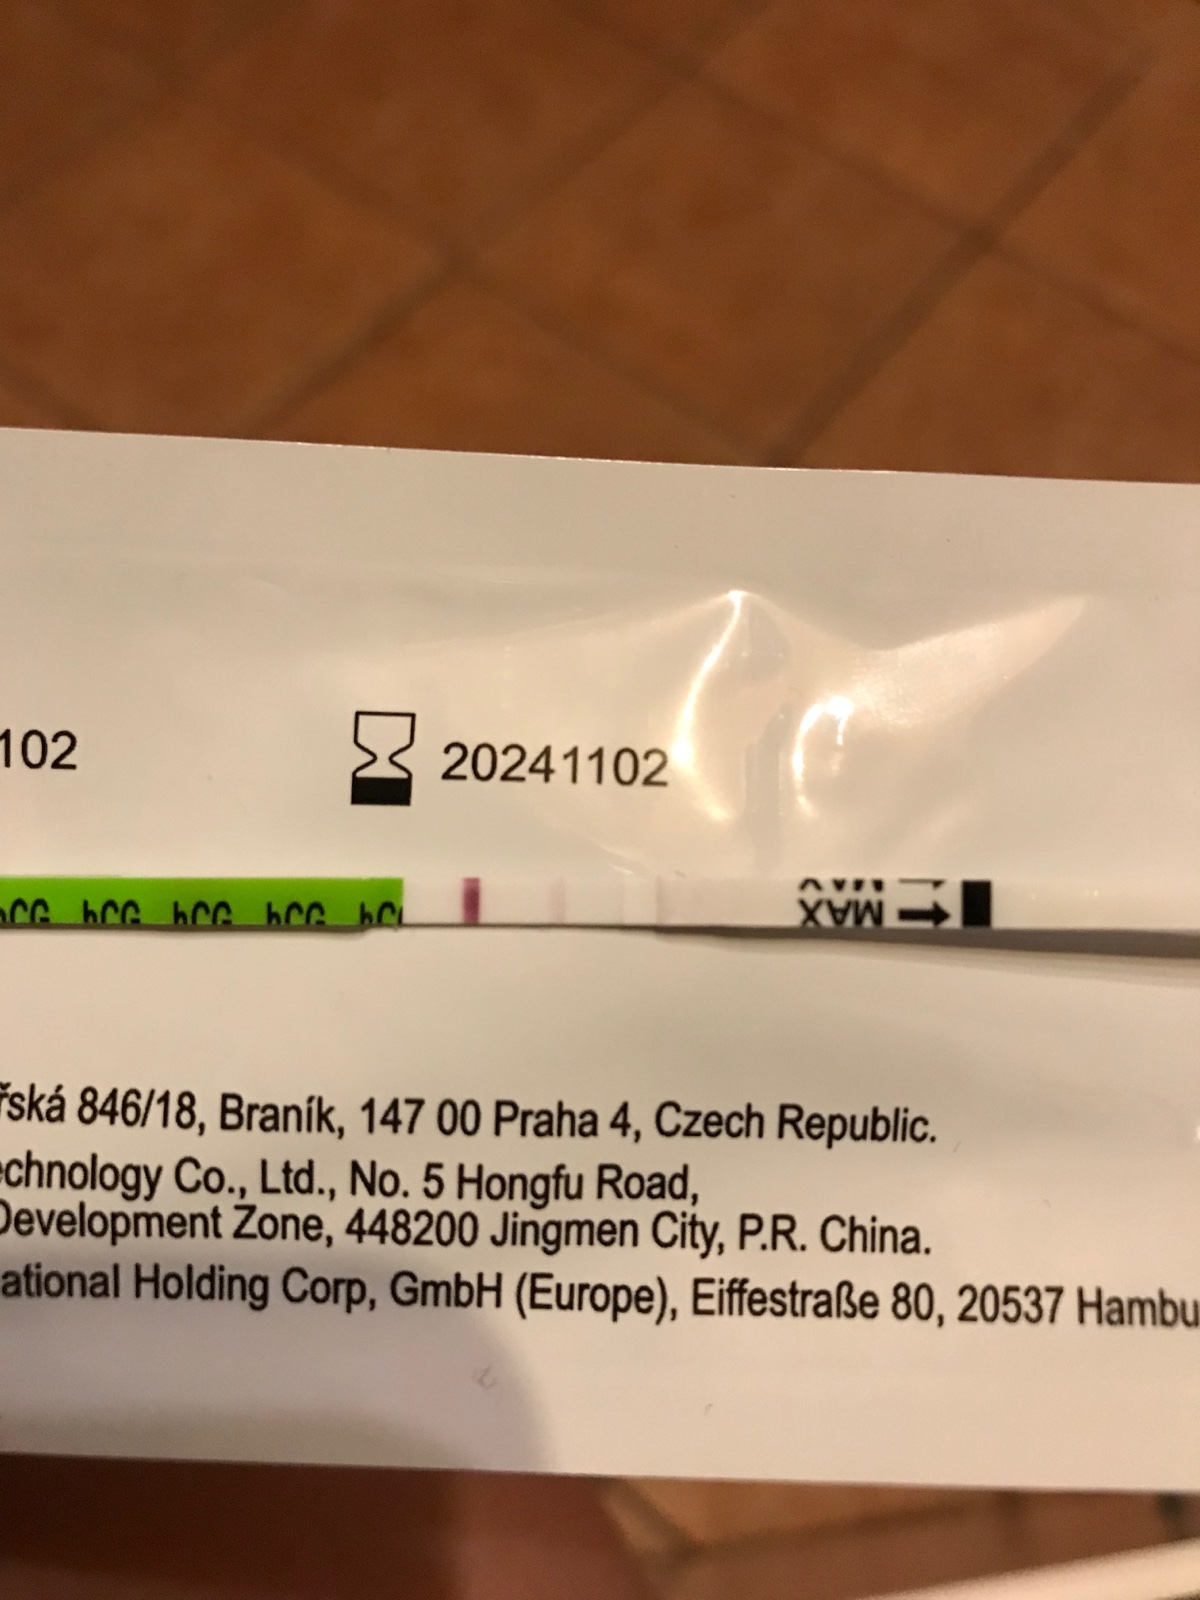 102 20241102
hCG hCG hCG hCG hC
MAX
řská 846/18, Braník, 147 00 Praha 4, Czech Republic.
echnology Co., Ltd., No. 5 Hongfu Road,
Development Zone, 448200 Jingmen City, P.R. China.
ational Holding Corp, GmbH (Europe), Eiffestraße 80, 20537 Hambu